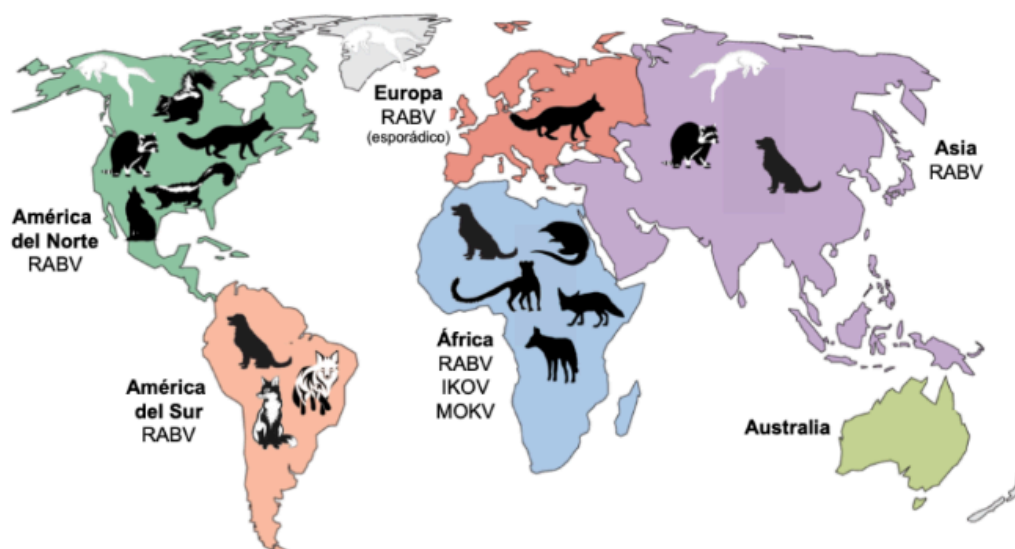 Europa
RABV
(esporádico)
Asia
RABV
América
del Norte
RABV
África
RABV
IKOV
MOKV
América
del Sur
RABV
Australia